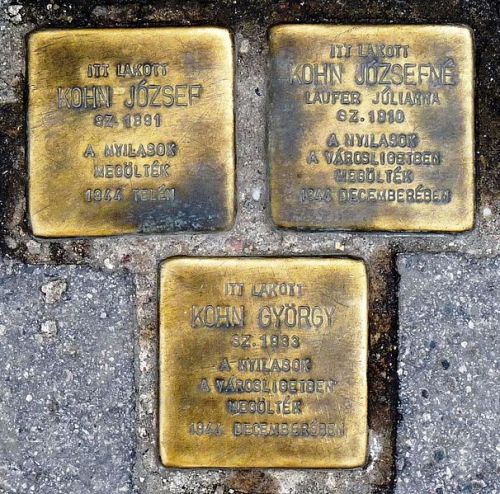 ITT LAKOTT
KOHN JÓZSEF
SZ. 1891
A NYILASOK
MEGÖLTÉK
1944 TELÉN
ITT LAKOTT
KOHN JÓZSEFNÉ
LAUFER JÚLIANNA
SZ. 1910
A NYILASOK
A VÁROSLIGETBEN
MEGÖLTÉK
1944 DECEMBERÉBEN
ITT LAKOTT
KOHN GYÖRGY
SZ. 1933
A NYILASOK
A VÁROSLIGETBEN
MEGÖLTÉK
1944 DECEMBERÉBEN